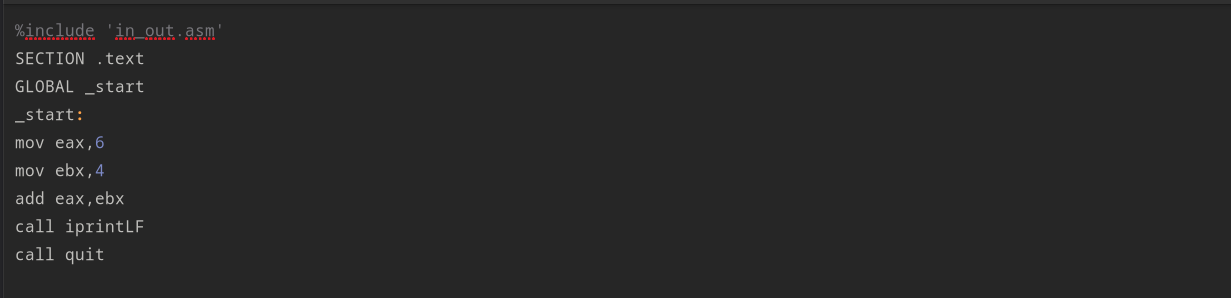 %include 'in_out.asm'
SECTION .text
GLOBAL _start
_start:
mov eax,6
mov ebx,4
add eax,ebx
call iprintLF
call quit